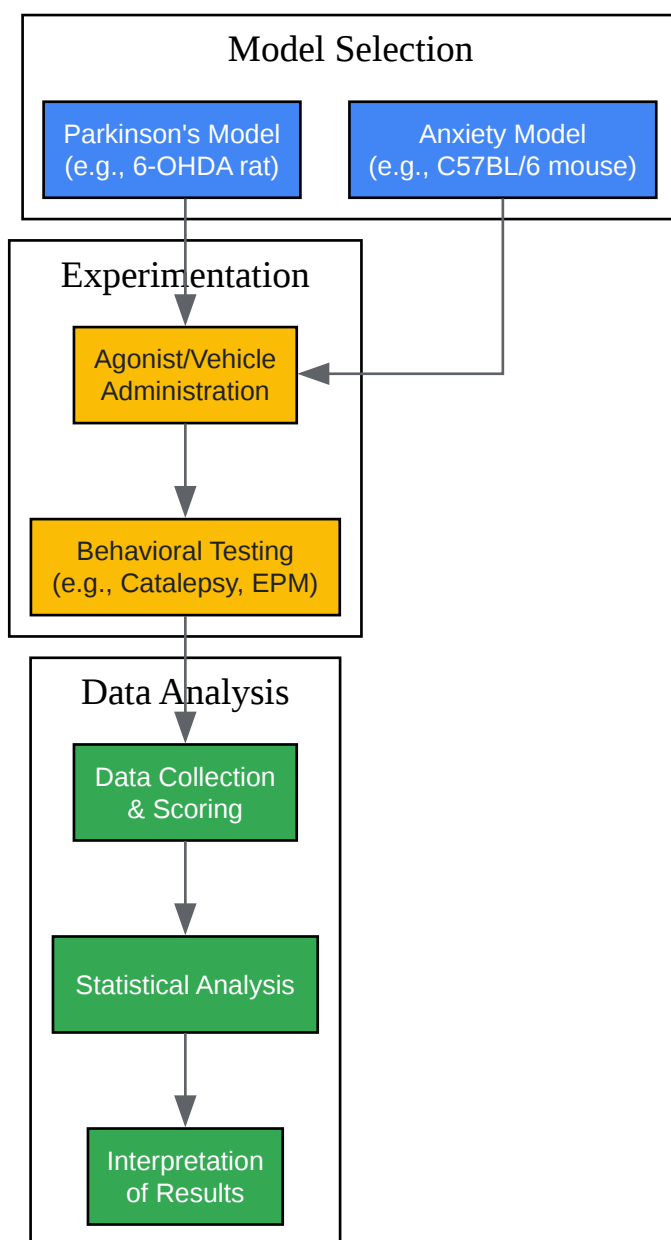 Model Selection
Parkinson's Model
(e.g., 6-OHDA rat)
Anxiety Model
(e.g., C57BL/6 mouse)
Experimentation
Agonist/Vehicle
Administration
Behavioral Testing
(e.g., Catalepsy, EPM)
Data Analysis
Data Collection
& Scoring
Statistical Analysis
Interpretation
of Results